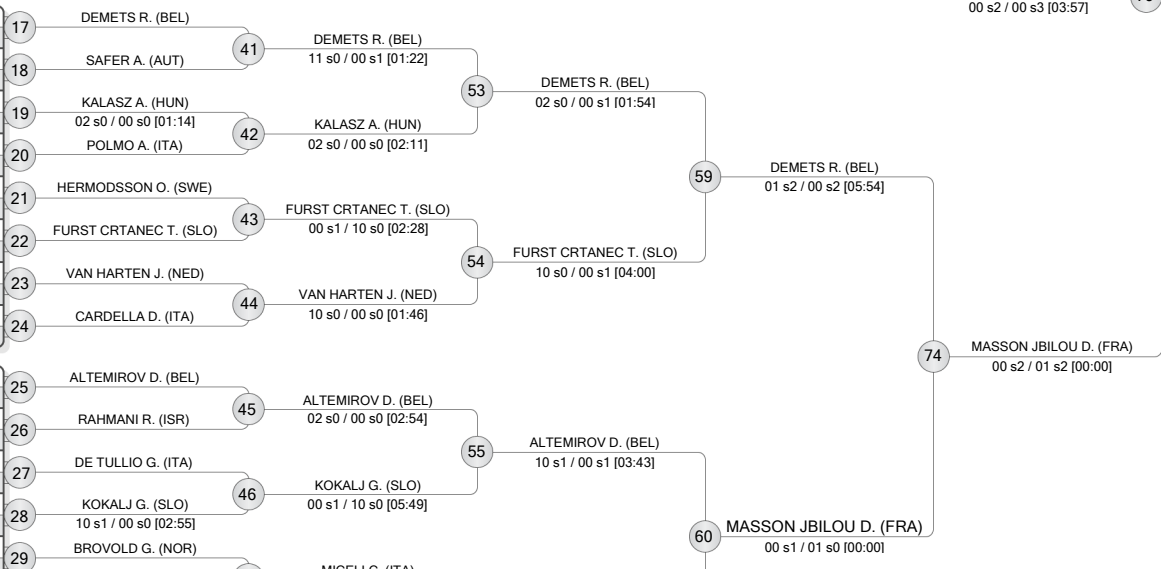 00 s2 / 00 s3 [03:57]
17
DEMETS R. (BEL)
18
SAFER A. (AUT)
41
DEMETS R. (BEL)
11 s0 / 00 s1 [01:22]
19
KALASZ A. (HUN)
02 s0 / 00 s0 [01:14]
20
POLMO A. (ITA)
42
KALASZ A. (HUN)
02 s0 / 00 s0 [02:11]
53
DEMETS R. (BEL)
02 s0 / 00 s1 [01:54]
21
HERMODSSON O. (SWE)
22
FURST CRTANEC T. (SLO)
43
FURST CRTANEC T. (SLO)
00 s1 / 10 s0 [02:28]
23
VAN HARTEN J. (NED)
24
CARDELLA D. (ITA)
44
VAN HARTEN J. (NED)
10 s0 / 00 s0 [01:46]
54
FURST CRTANEC T. (SLO)
10 s0 / 00 s1 [04:00]
59
DEMETS R. (BEL)
01 s2 / 00 s2 [05:54]
74
MASSON JBILOU D. (FRA)
00 s2 / 01 s2 [00:00]
25
ALTEMIROV D. (BEL)
26
RAHMANI R. (ISR)
45
ALTEMIROV D. (BEL)
02 s0 / 00 s0 [02:54]
27
DE TULLIO G. (ITA)
28
KOKALJ G. (SLO)
10 s1 / 00 s0 [02:55]
46
KOKALJ G. (SLO)
00 s1 / 10 s0 [05:49]
55
ALTEMIROV D. (BEL)
10 s1 / 00 s1 [03:43]
29
BROVOLD G. (NOR)
60
MASSON JBILOU D. (FRA)
00 s1 / 01 s0 [00:00]